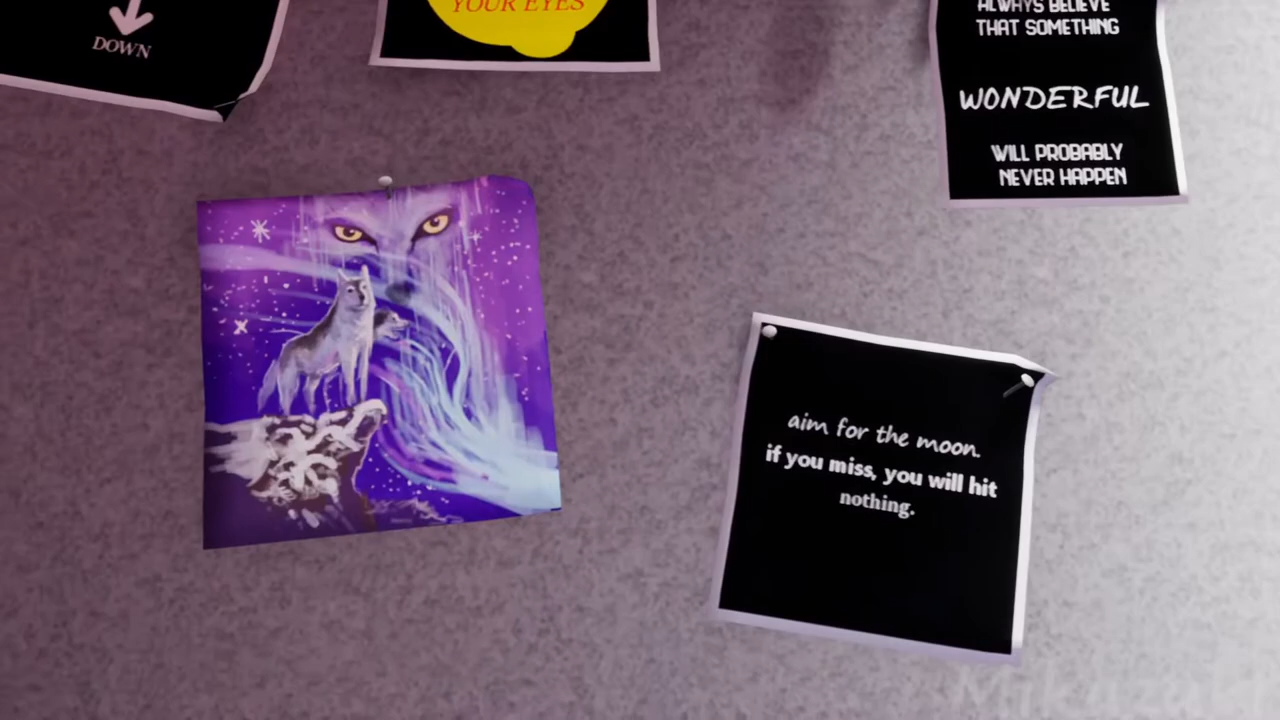 DOWN
YOUR EYES
ALWAYS BELIEVE
THAT SOMETHING
WONDERFUL
WILL PROBABLY
NEVER HAPPEN
aim for the moon.
if you miss, you will hit
nothing.
Mikazaki